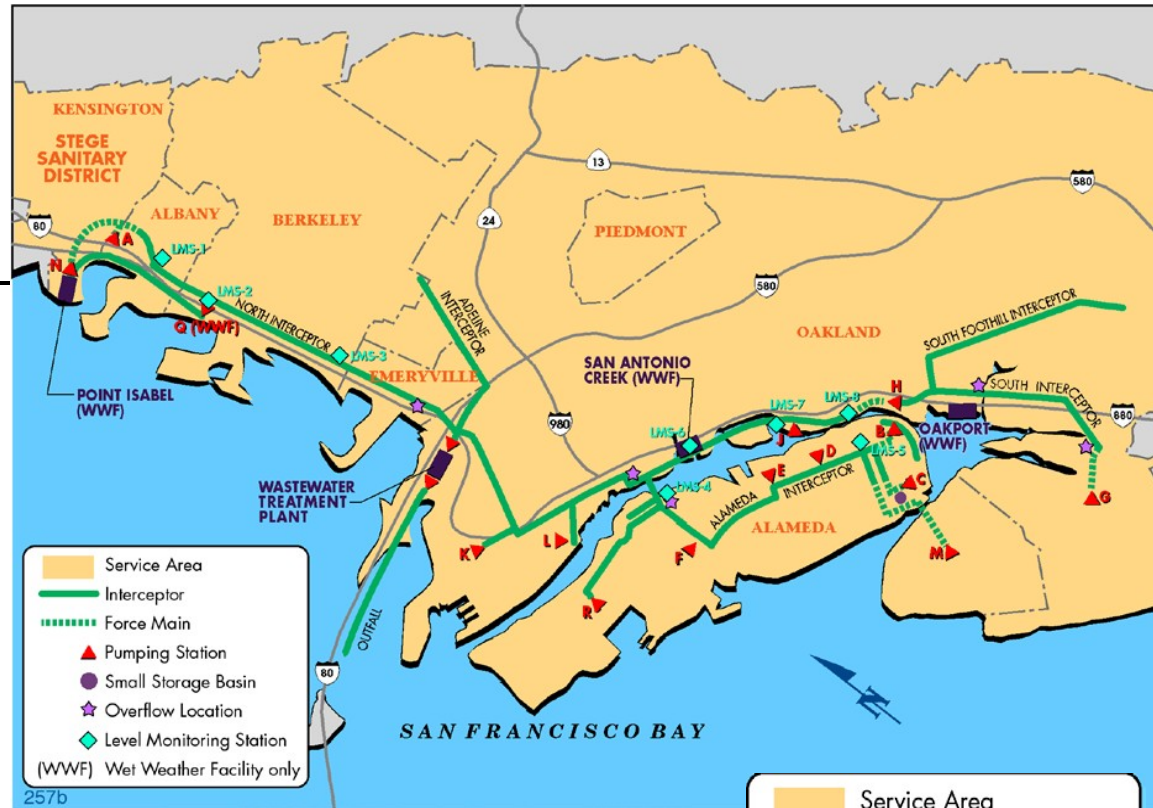 KENSINGTON
STEGE
SANITARY
DISTRICT
ALBANY
BERKELEY
13
580
80
24
PIEDMONT
A
LMS-1
N
LMS-2
Q (WWF)
NORTH INTERCEPTOR
ADELINE
INTERCEPTOR
580
OAKLAND
SOUTH FOOTHILL INTERCEPTOR
LMS-3
EMERYVILLE
SAN ANTONIO
CREEK (WWF)
POINT ISABEL
(WWF)
H
SOUTH INTERCEPTOR
LMS-8
LMS-7
880
980
J
B
OAKPORT
(WWF)
LMS-6
LMS-5
D
E
WASTEWATER
TREATMENT
PLANT
LMS-4
C
G
ALAMEDA
INTERCEPTOR
ALAMEDA
K
L
F
M
R
OUTFALL
80
N
SAN FRANCISCO BAY
Service Area
Interceptor
Force Main
Pumping Station
Small Storage Basin
Overflow Location
Level Monitoring Station
(WWF) Wet Weather Facility only
257b
Service Area